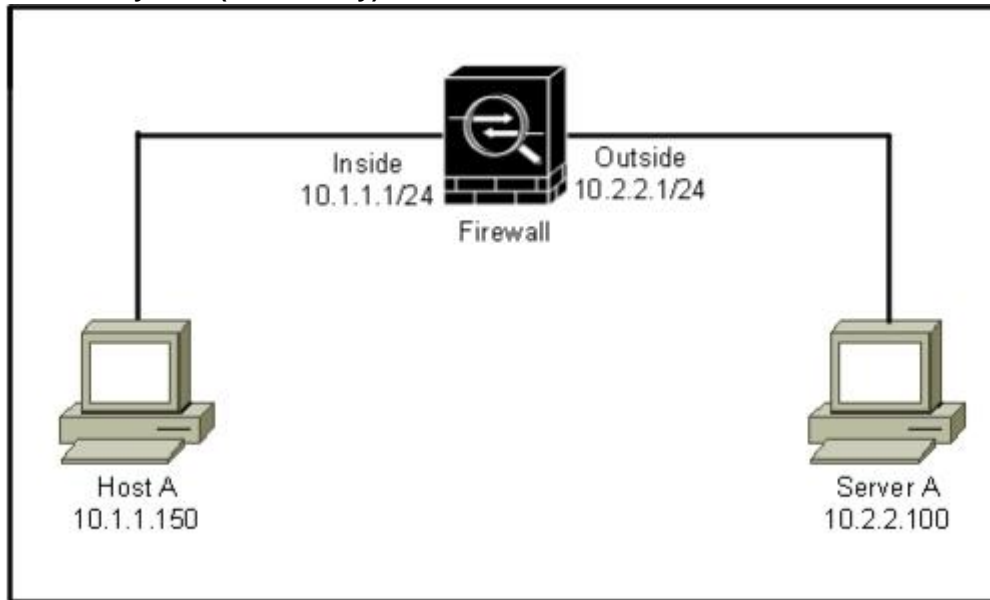 Inside
10.1.1.1/24
Outside
10.2.2.1/24
Firewall
Host A
10.1.1.150
Server A
10.2.2.100